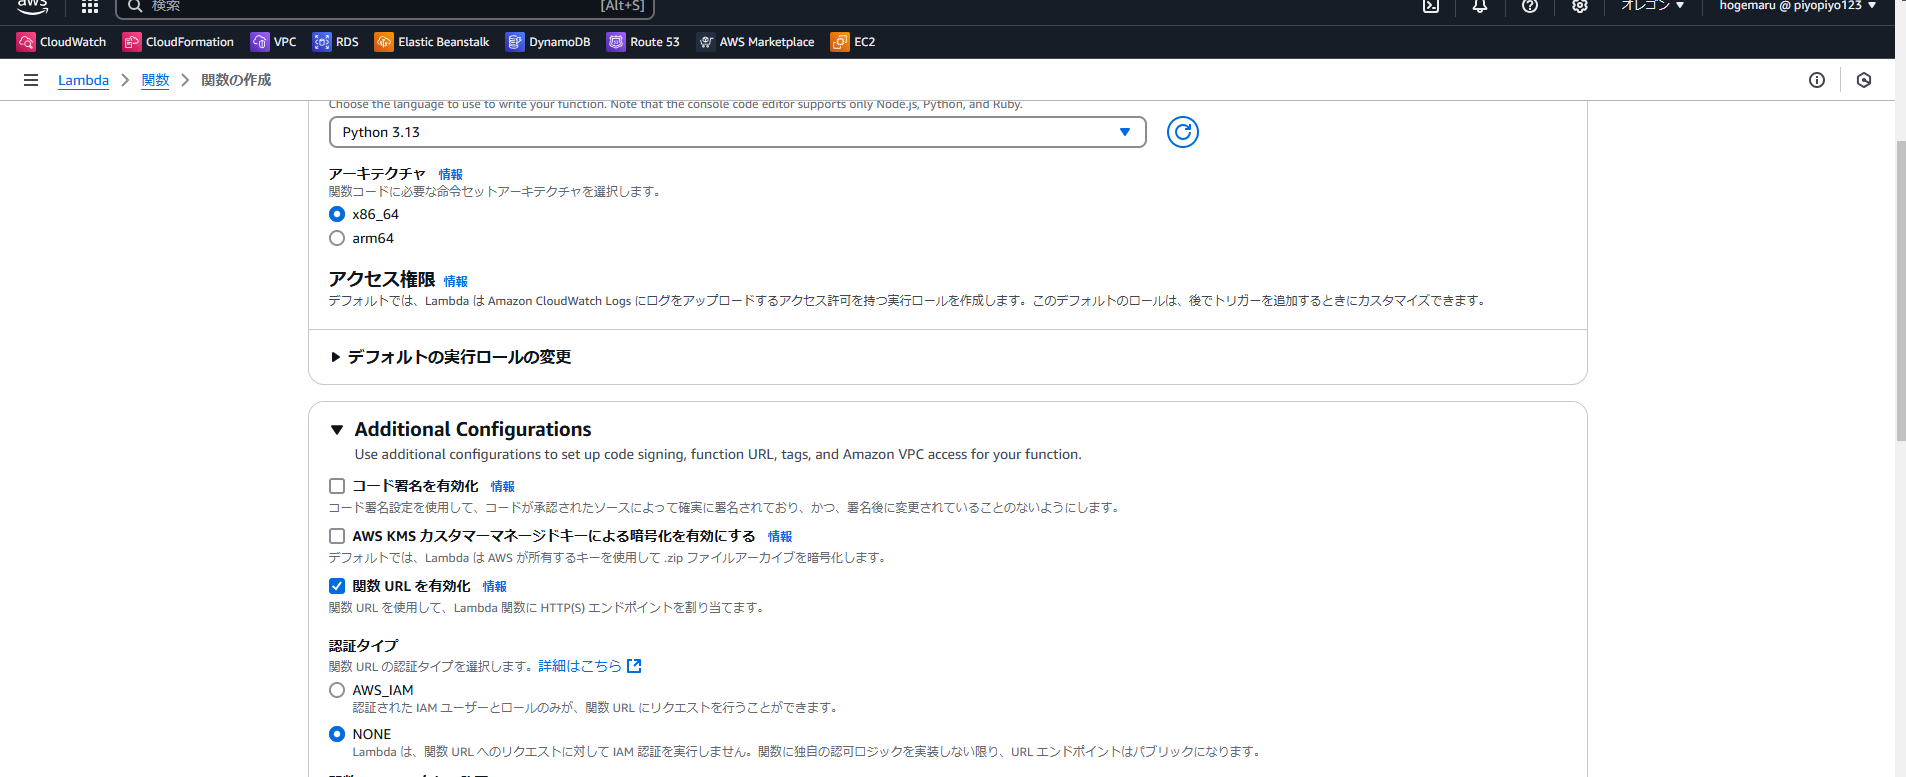 aws 検索 [Alt+S] オレゴン hogemaru @ piyopiyo123
CloudWatch CloudFormation VPC RDS Elastic Beanstalk DynamoDB Route 53 AWS Marketplace EC2
Lambda 関数 関数の作成
Choose the language to use to write your function. Note that the console code editor supports only Node.js, Python, and Ruby.
Python 3.13
アーキテクチャ 情報
関数コードに必要な命令セットアーキテクチャを選択します。
x86_64
arm64
アクセス権限 情報
デフォルトでは、Lambda は Amazon CloudWatch Logs にログをアップロードするアクセス許可を持つ実行ロールを作成します。このデフォルトのロールは、後でトリガーを追加するときにカスタマイズできます。
デフォルトの実行ロールの変更
Additional Configurations
Use additional configurations to set up code signing, function URL, tags, and Amazon VPC access for your function.
コード署名を有効化 情報
コード署名設定を使用して、コードが承認されたソースによって確実に署名されており、かつ、署名後に変更されていることのないようにします。
AWS KMS カスタマーマネージドキーによる暗号化を有効にする 情報
デフォルトでは、Lambda は AWS が所有するキーを使用して .zip ファイルアーカイブを暗号化します。
関数 URL を有効化 情報
関数 URL を使用して、Lambda 関数に HTTP(S) エンドポイントを割り当てます。
認証タイプ
関数 URL の認証タイプを選択します。詳細はこちら
AWS_IAM
認証された IAM ユーザーとロールのみが、関数 URL にリクエストを行うことができます。
NONE
Lambda は、関数 URL へのリクエストに対して IAM 認証を実行しません。関数に独自の認可ロジックを実装しない限り、URL エンドポイントはパブリックになります。